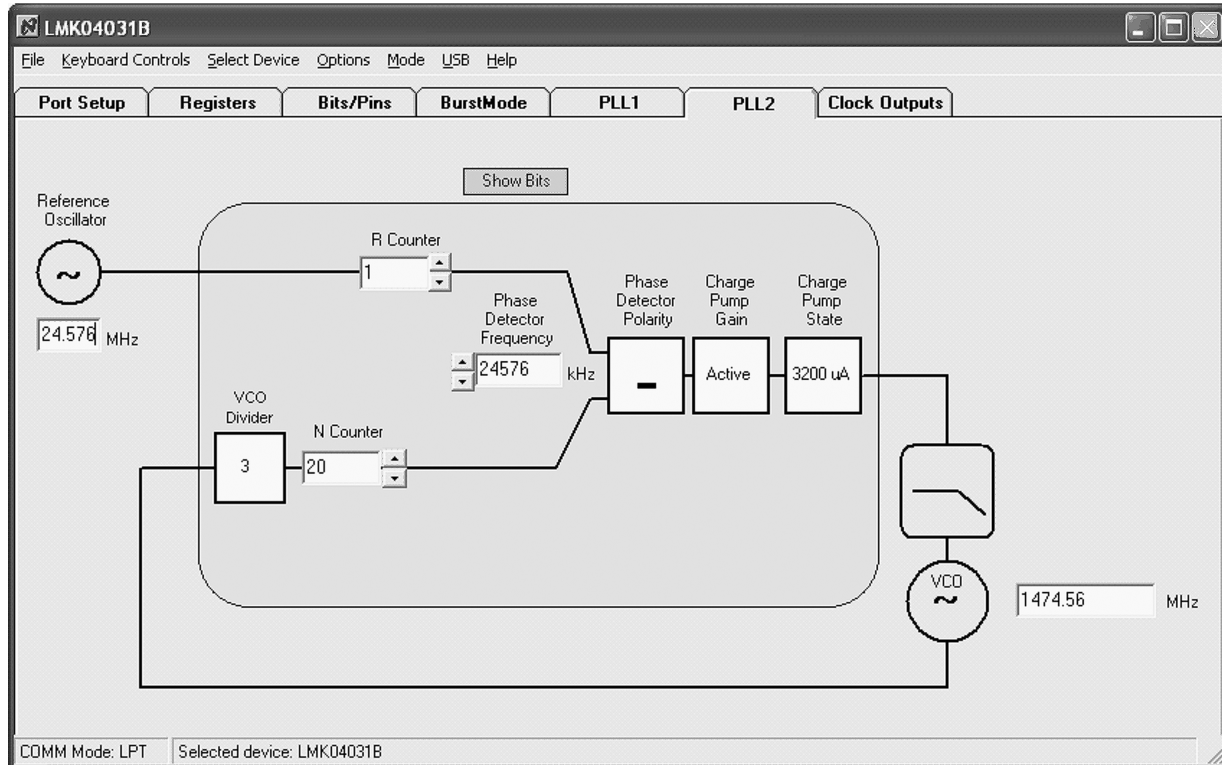 LMK04031B
File Keyboard Controls Select Device Options Mode USB Help
Port Setup Registers Bits/Pins BurstMode PLL1 PLL2 Clock Outputs
Show Bits
Reference
Oscillator
~
24.576 MHz
R Counter
1
Phase
Detector
Frequency
24576 kHz
Phase
Detector
Polarity
-
Charge
Pump
Gain
Active
Charge
Pump
State
3200 uA
VCO
Divider
3
N Counter
20
VCO
~
1474.56 MHz
COMM Mode: LPT Selected device: LMK04031B